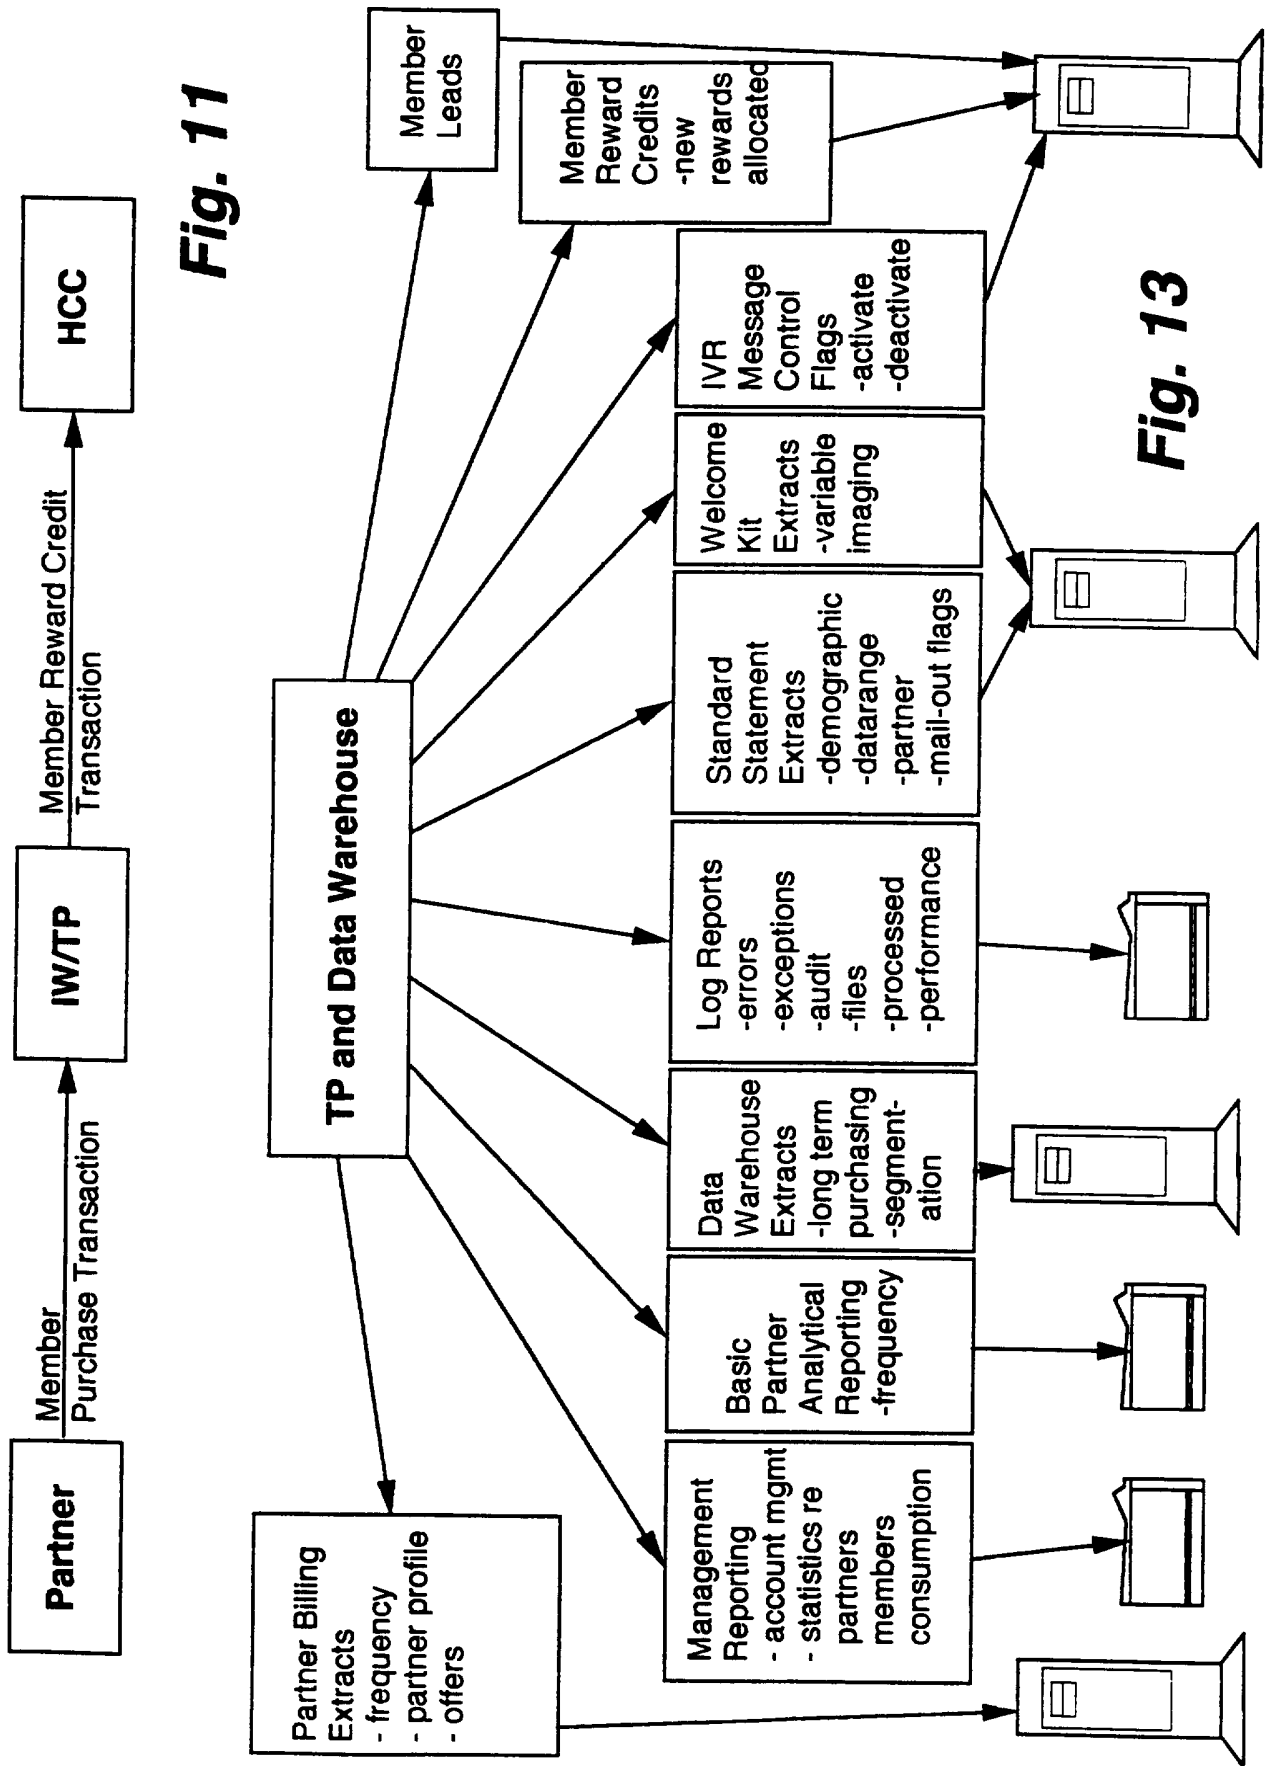 Partner
Member
Purchase Transaction
IW/TP
Member Reward Credit
Transaction
HCC
Fig. 11
TP and Data Warehouse
Partner Billing
Extracts
- frequency
- partner profile
- offers
Management
Reporting
- account mgmt
- statistics re
partners
members
consumption
Basic
Partner
Analytical
Reporting
-frequency
Data
Warehouse
Extracts
-long term
purchasing
-segment-
ation
Log Reports
-errors
-exceptions
-audit
-files
-processed
-performance
Standard
Statement
Extracts
-demographic
-datarange
-partner
-mail-out flags
Welcome
Kit
Extracts
-variable
imaging
IVR
Message
Control
Flags
-activate
-deactivate
Member
Reward
Credits
-new
rewards
allocated
Member
Leads
Fig. 13